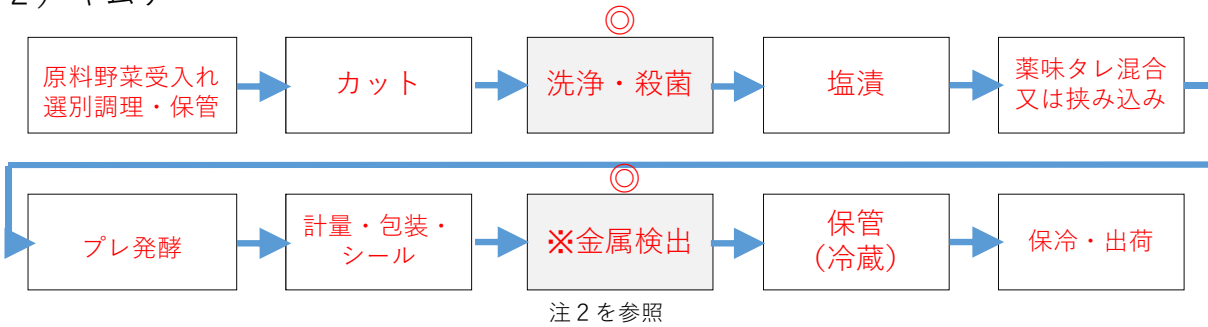 ◎
原料野菜受入れ
選別調理・保管
カット
洗浄・殺菌
塩漬
薬味タレ混合
又は挟み込み
◎
プレ発酵
計量・包装・
シール
※金属検出
保管
(冷蔵)
保冷・出荷
注2を参照